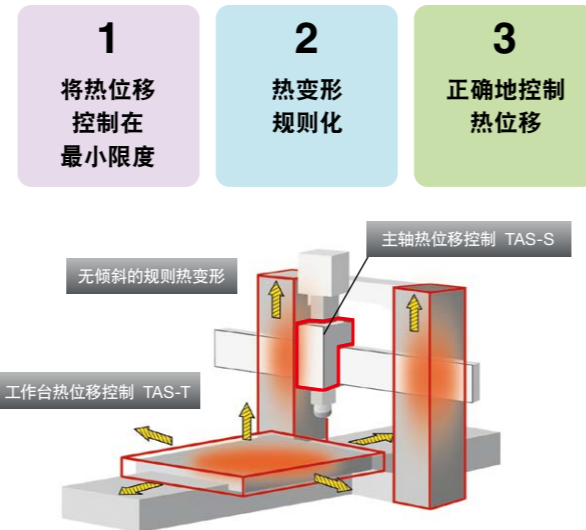 1
将热位移
控制在
最小限度
2
热变形
规则化
3
正确地控制
热位移
主轴热位移控制 TAS-S
无倾斜的规则热变形
工作台热位移控制 TAS-T